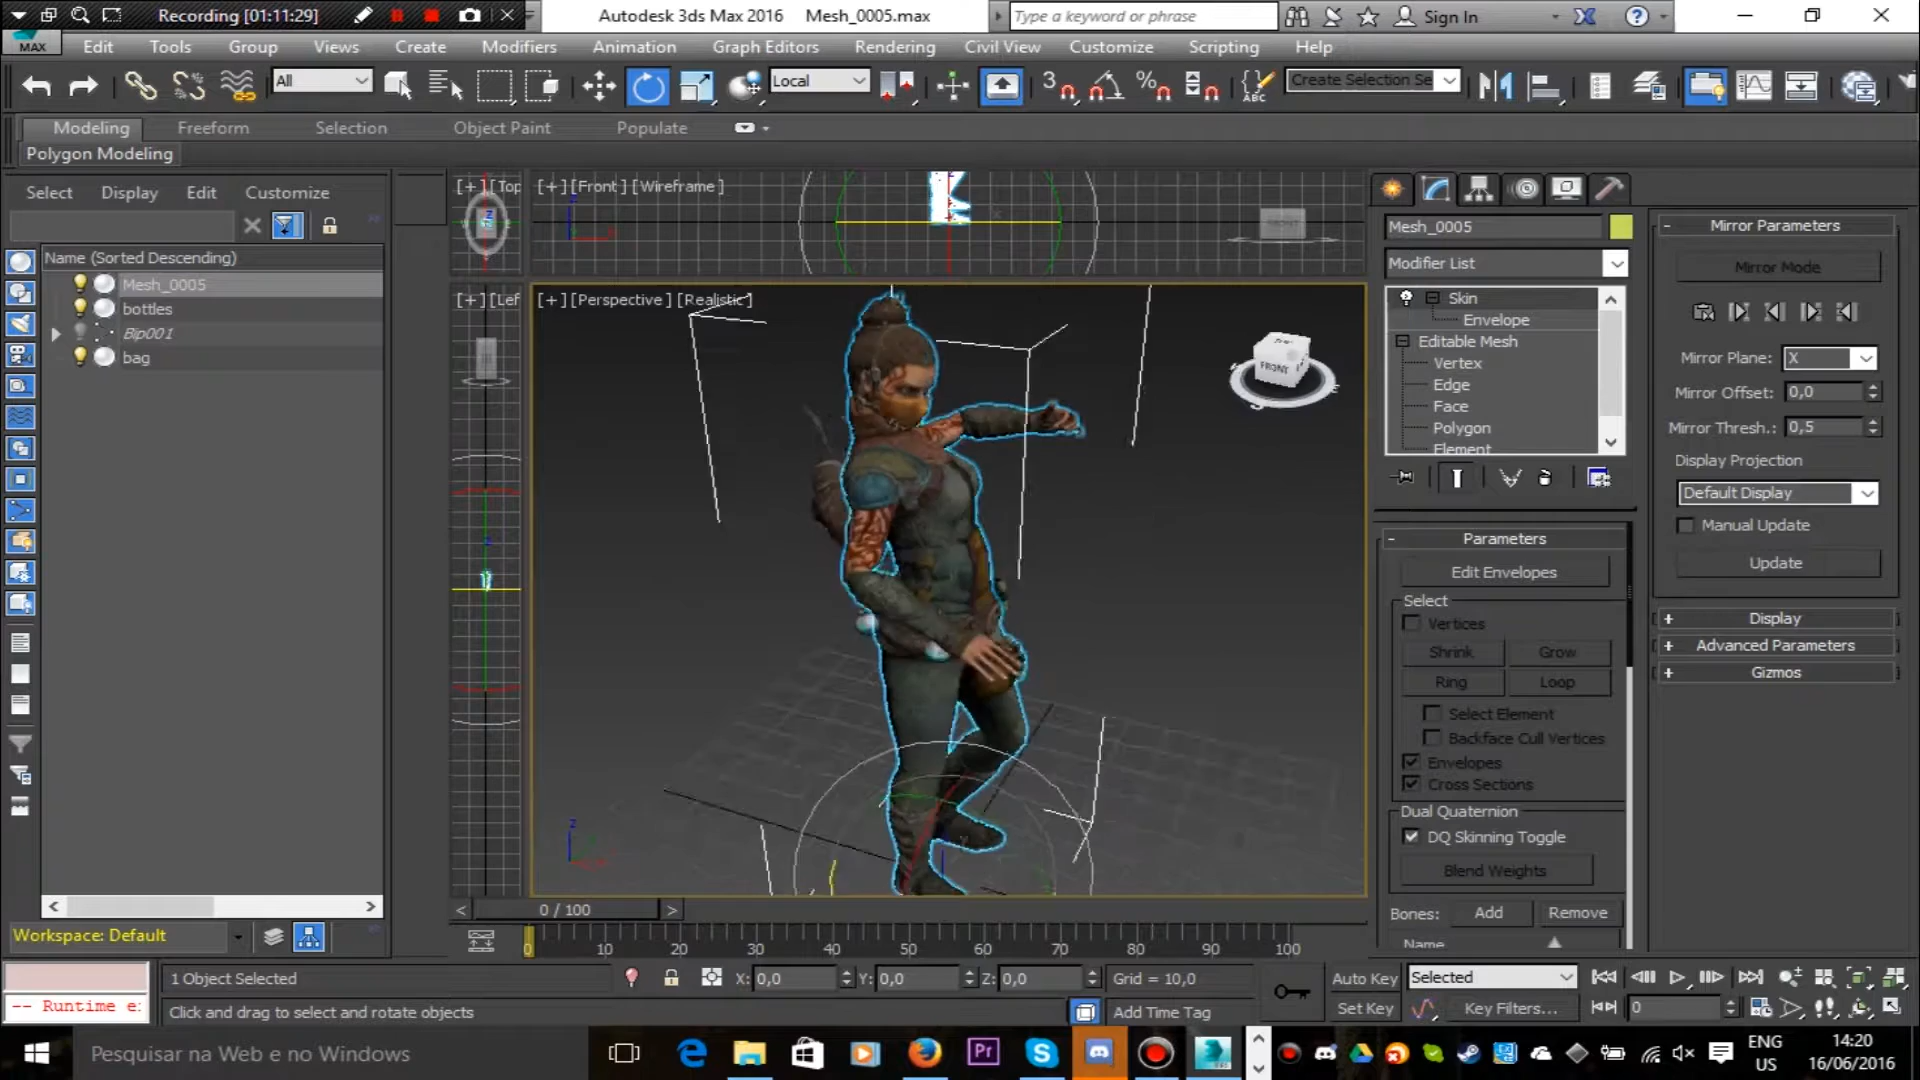 Recording [01:11:29]
Autodesk 3ds Max 2016 Mesh_0005.max
Type a keyword or phrase
Sign In
MAX
Edit Tools Group Views Create Modifiers Animation Graph Editors Rendering Civil View Customize Scripting Help
All
Local
3
%
ABC
Create Selection Se
Modeling Freeform Selection Object Paint Populate
Polygon Modeling
Select Display Edit Customize
Name (Sorted Descending)
Mesh_0005
bottles
Bip001
bag
Workspace: Default
[+] [Top
[+] [Front] [Wireframe]
FRONT
[+] [Lef
[+] [Perspective] [Realistic]
FRONT
Z
0 / 100
0 10 20 30 40 50 60 70 80 90 100
Mesh_0005
Modifier List
Skin
Envelope
Editable Mesh
Vertex
Edge
Face
Polygon
Element
Parameters
Edit Envelopes
Select
Vertices
Shrink Grow
Ring Loop
Select Element
Backface Cull Vertices
Envelopes
Cross Sections
Dual Quaternion
DQ Skinning Toggle
Blend Weights
Bones: Add Remove
Name
Mirror Parameters
Mirror Mode
Mirror Plane: X
Mirror Offset: 0,0
Mirror Thresh.: 0,5
Display Projection
Default Display
Manual Update
Update
Display
Advanced Parameters
Gizmos
-- Runtime e:
1 Object Selected
X: 0,0 Y: 0,0 Z: 0,0 Grid = 10,0
Click and drag to select and rotate objects
Add Time Tag
Auto Key Selected
Set Key Key Filters...
0
Pesquisar na Web e no Windows
Pr
ENG
US
14:20
16/06/2016